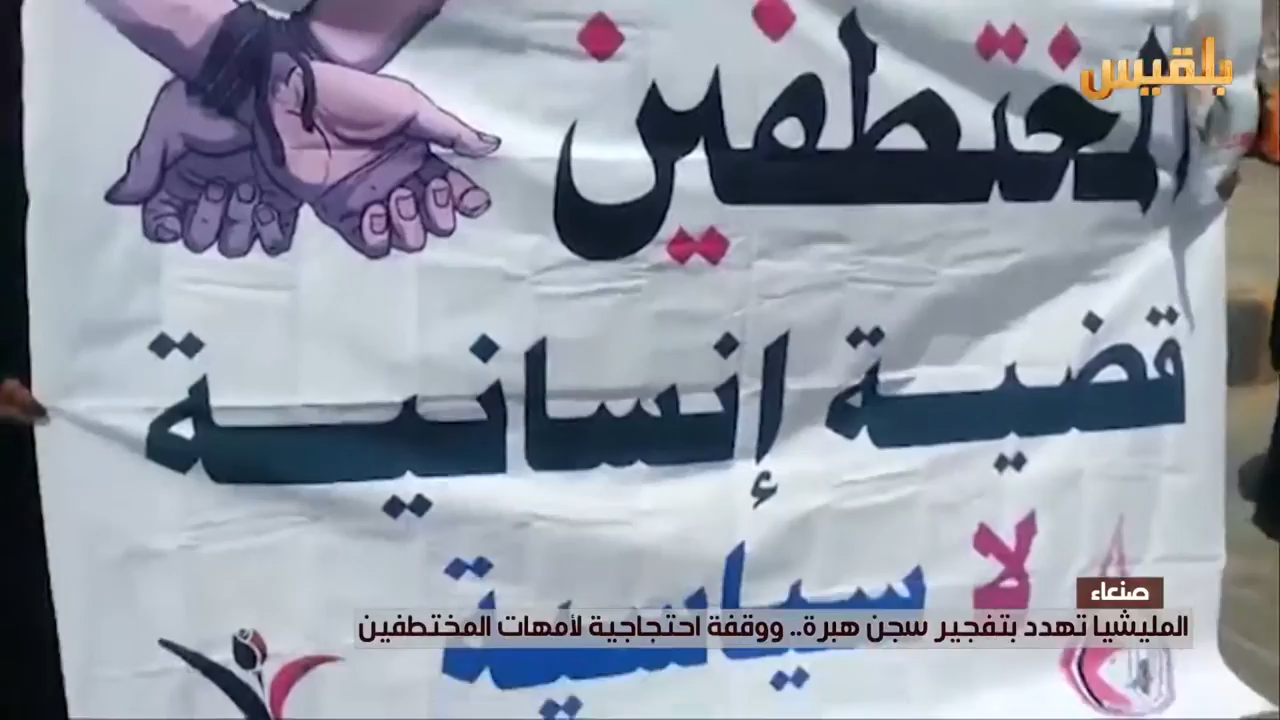 بلقيس
المختطفين
قضية إنسانية
لا سياسية
صنعاء
المليشيا تهدد بتفجير سجن هبرة.. ووقفة احتجاجية لأمهات المختطفين